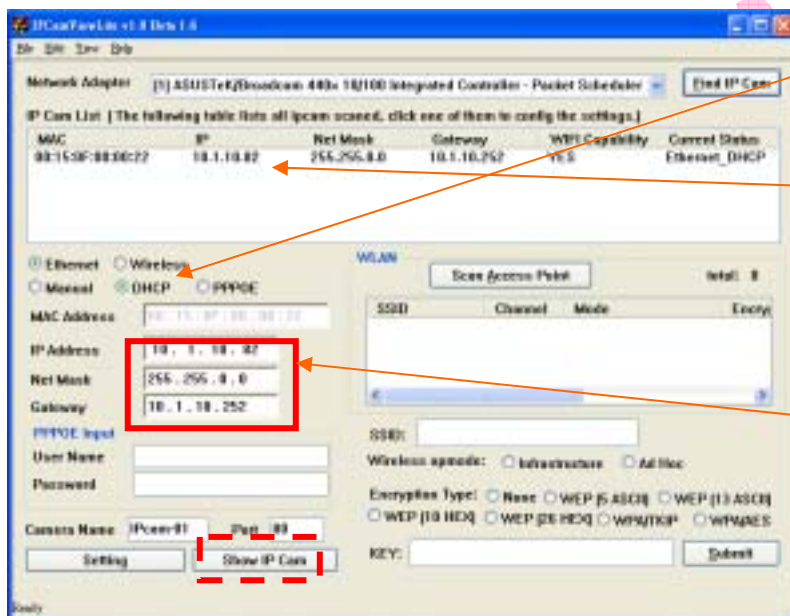 IPCamViewLite v1.0 Beta 1.6
File Edit View Help
Network Adapter [1] ASUSTeK/Broadcom 440x 10/100 Integrated Controller - Packet Scheduler Find IP Cam
IP Cam List [ The following table lists all ipcam scaned, click one of them to config the settings.]
MAC IP Net Mask Gateway WIFI Capability Current Status
00:15:0F:00:00:22 10.1.10.82 255.255.0.0 10.1.10.252 YES Ethernet_DHCP
Ethernet Wireless
Manual DHCP PPPOE
MAC Address
IP Address 10 . 1 . 10 . 82
Net Mask 255 . 255 . 0 . 0
Gateway 10 . 1 . 10 . 252
PPPOE Input
User Name
Password
Camera Name IPcam-01 Port 80
Setting Show IP Cam
WLAN
Scan Access Point total: 0
SSID Channel Mode Encryp
SSID:
Wireless apmode: Infrastructure Ad Hoc
Encryption Type: None WEP (5 ASCII) WEP (13 ASCII)
WEP (10 HEX) WEP (26 HEX) WPA/TKIP WPA/AES
KEY: Submit
Ready